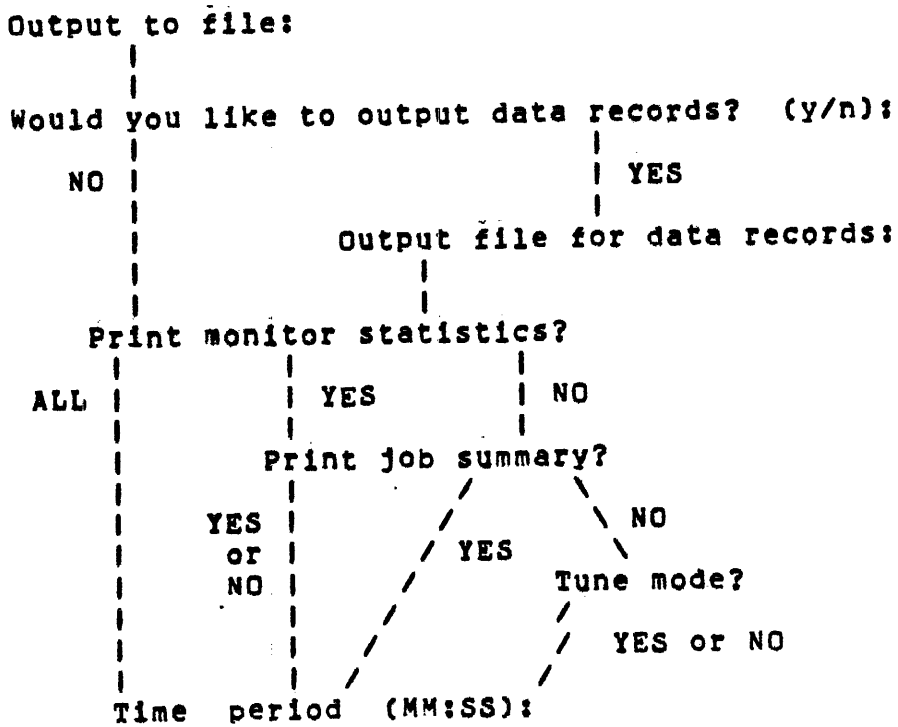 Output to file:
Would you like to output data records? (y/n):
NO
YES
Output file for data records:
Print monitor statistics?
ALL
YES
NO
Print job summary?
YES
or
NO
YES
NO
Tune mode?
YES or NO
Time period (MM:SS):